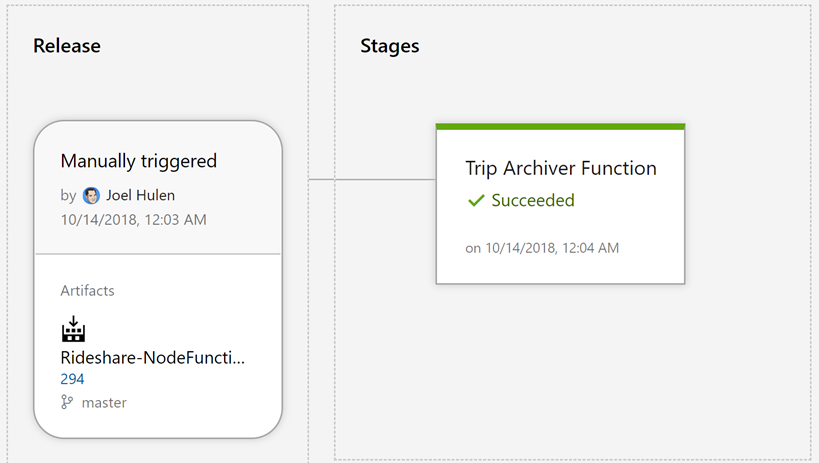 Release
Manually triggered
by Joel Hulen
10/14/2018, 12:03 AM
Artifacts
Rideshare-NodeFuncti...
294
master
Stages
Trip Archiver Function
Succeeded
on 10/14/2018, 12:04 AM